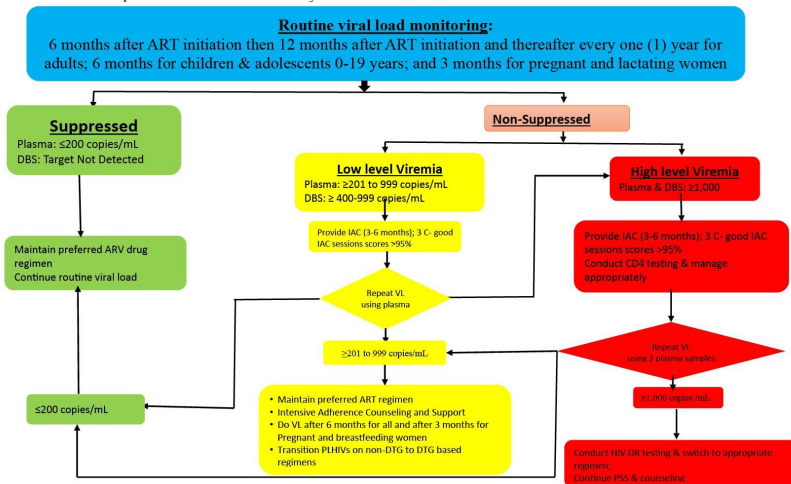 Routine viral load monitoring:
6 months after ART initiation then 12 months after ART initiation and thereafter every one (1) year for
adults; 6 months for children & adolescents 0-19 years; and 3 months for pregnant and lactating women
Suppressed
Plasma: ≤200 copies/mL
DBS: Target Not Detected
Non-Suppressed
Low level Viremia
Plasma: ≥201 to 999 copies/mL
DBS: ≥ 400-999 copies/mL
High level Viremia
Plasma & DBS: ≥1,000
Provide IAC (3-6 months); 3 C- good
IAC sessions scores >95%
Provide IAC (3-6 months); 3 C- good IAC
sessions scores >95%
Conduct CD4 testing & manage
appropriately
Maintain preferred ARV drug
regimen
Continue routine viral load
Repeat VL
using plasma
Repeat VL
using 2 plasma samples
≥201 to 999 copies/mL
≥1,000 copies /mL
≤200 copies/mL
• Maintain preferred ART regimen
• Intensive Adherence Counseling and Support
• Do VL after 6 months for all and after 3 months for
Pregnant and breastfeeding women
• Transition PLHIVs on non-DTG to DTG based
regimens
Conduct HIV DR testing & switch to appropriate
regimen;
Continue PSS & counseling